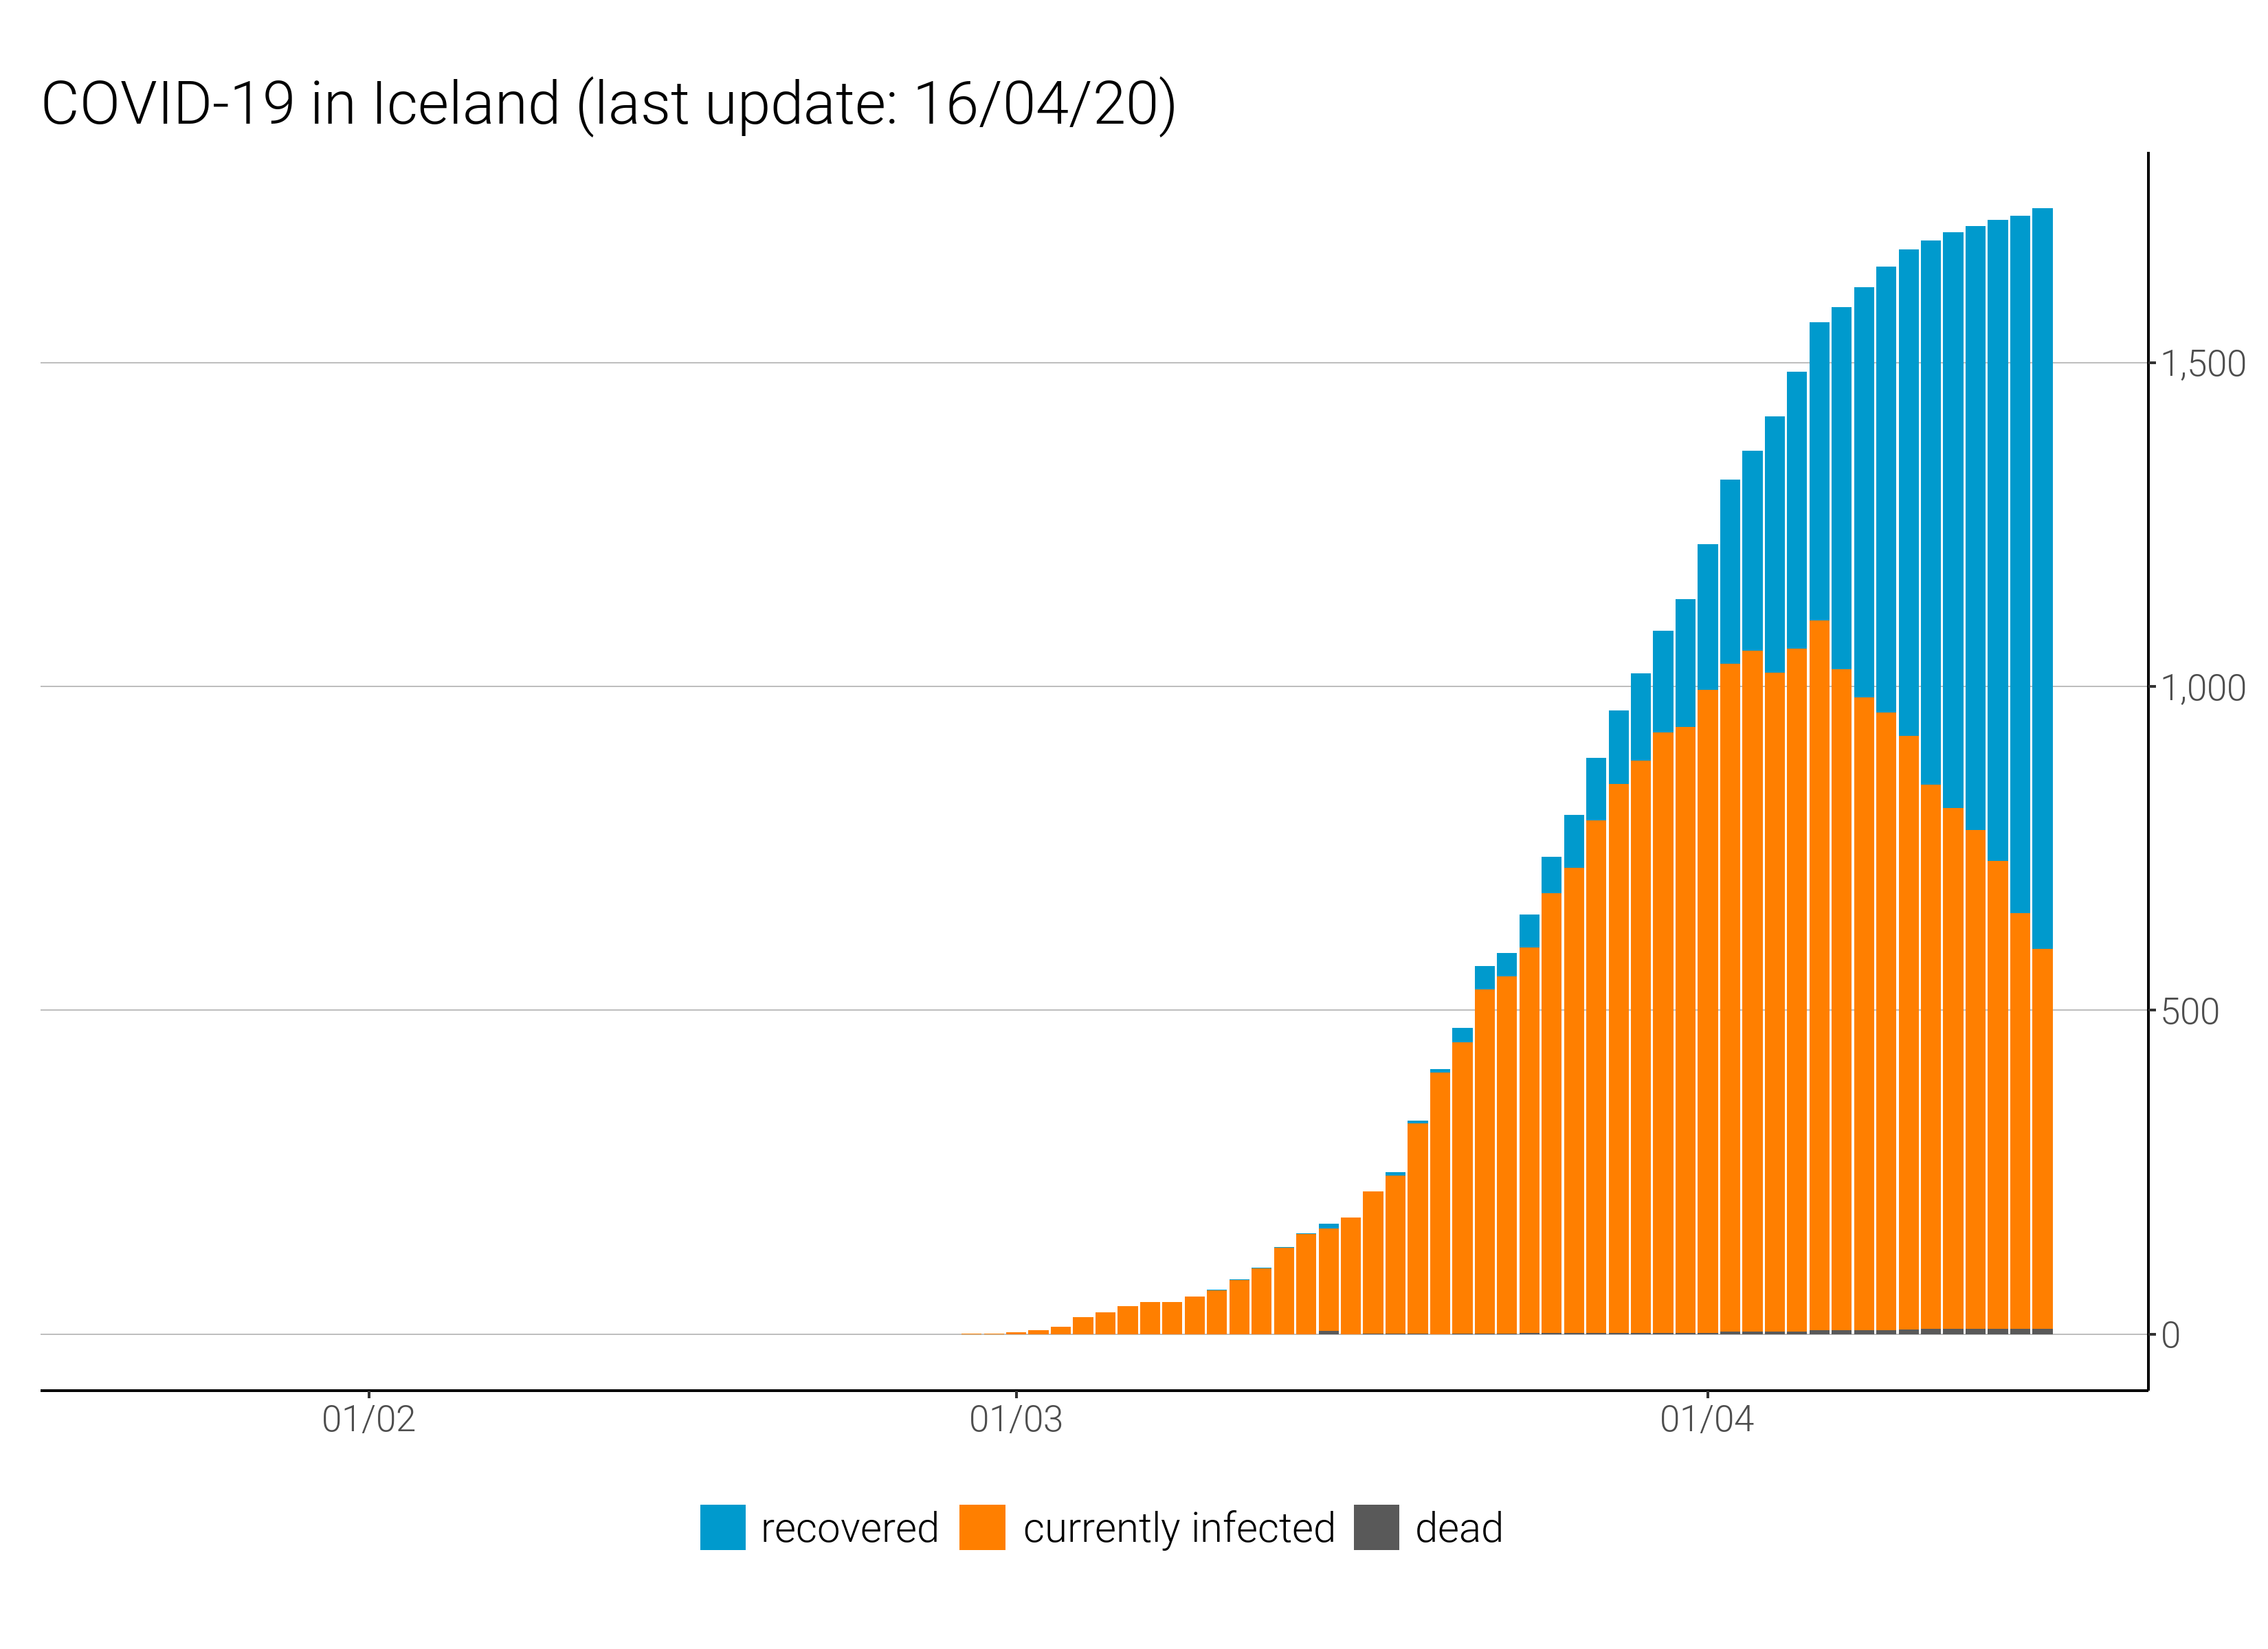 COVID-19 in Iceland (last update: 16/04/20)
1,500
1,000
500
0
01/02 01/03 01/04
recovered currently infected dead